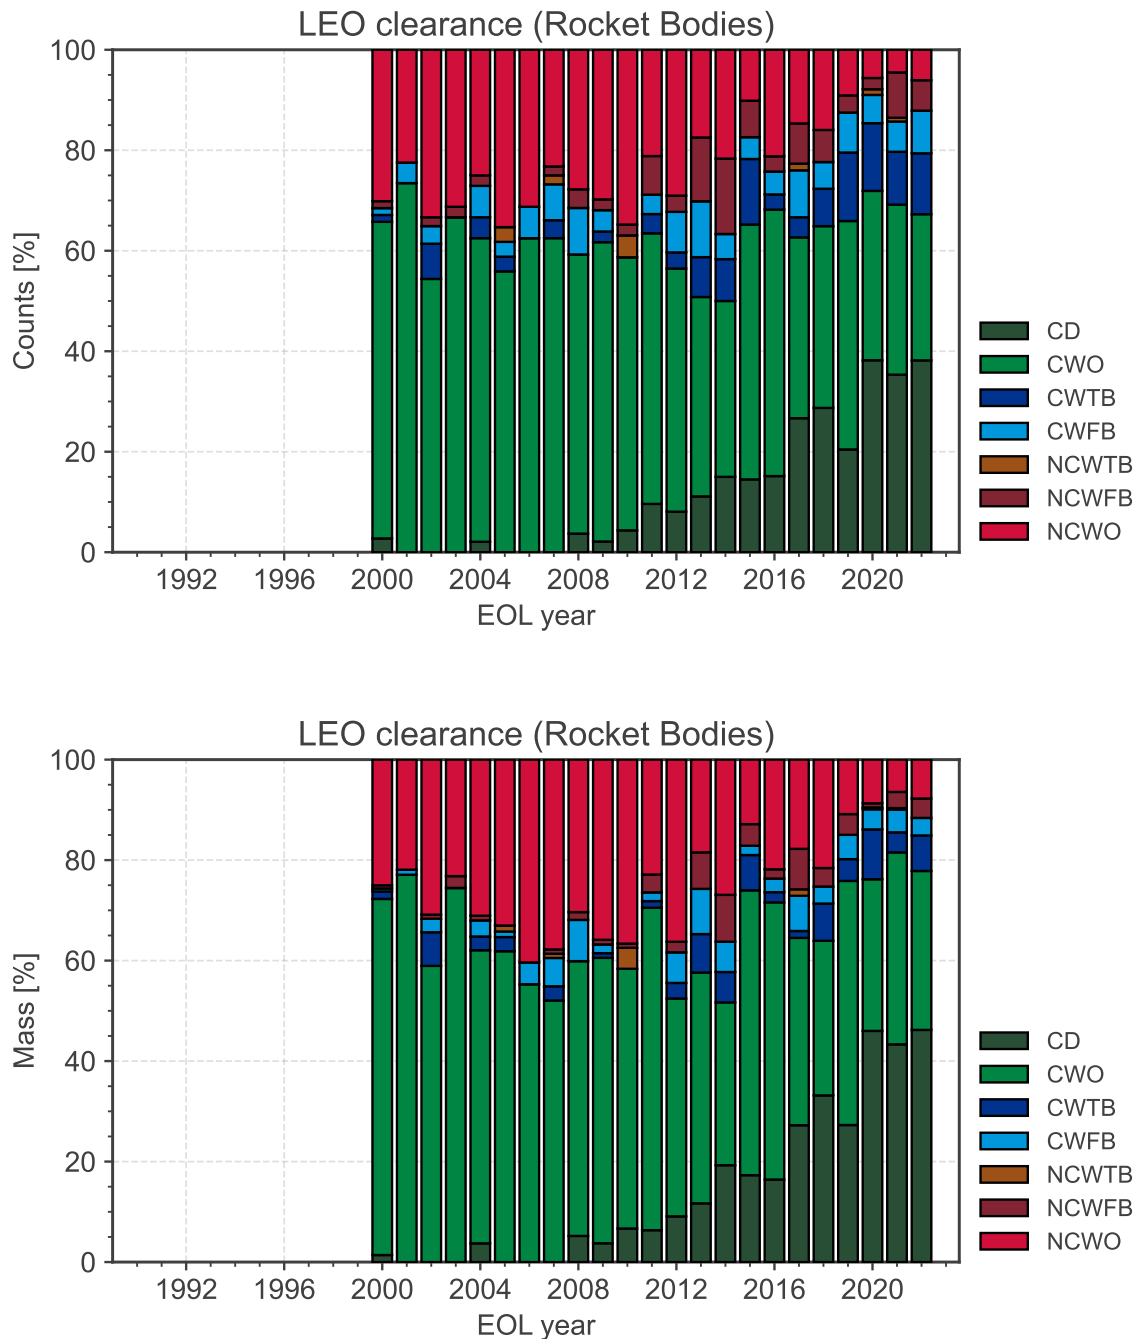 LEO clearance (Rocket Bodies)
100
80
60
40
20
0
Counts [%]
1992 1996 2000 2004 2008 2012 2016 2020
EOL year
CD
CWO
CWTB
CWFB
NCWTB
NCWFB
NCWO
LEO clearance (Rocket Bodies)
100
80
60
40
20
0
Mass [%]
1992 1996 2000 2004 2008 2012 2016 2020
EOL year
CD
CWO
CWTB
CWFB
NCWTB
NCWFB
NCWO